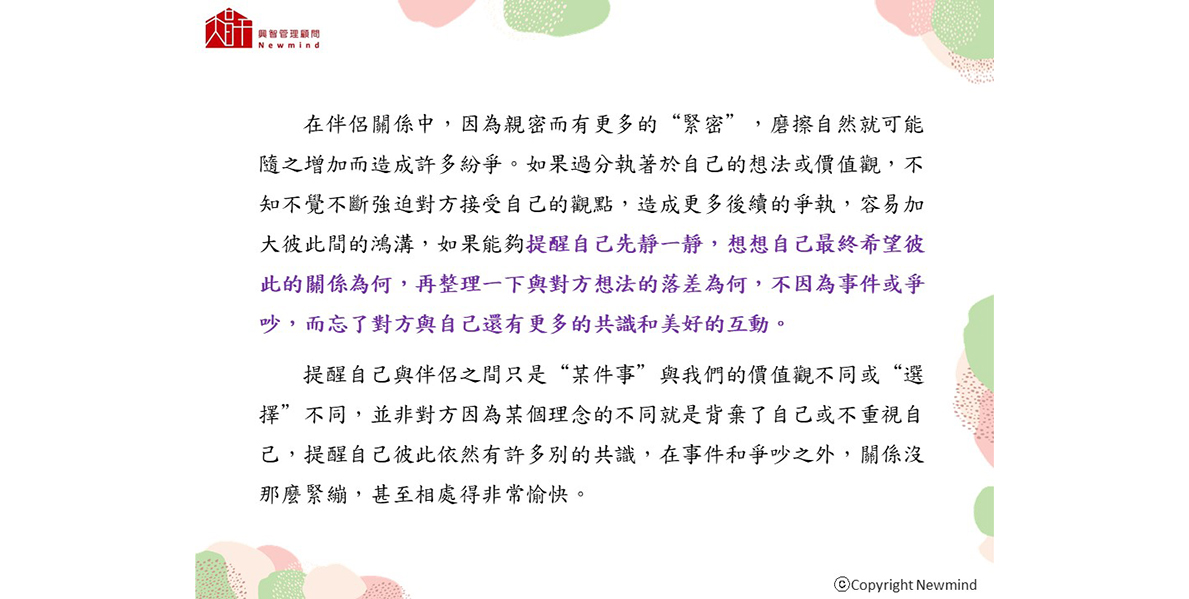 興智管理顧問
Newmind
在伴侶關係中，因為親密而有更多的“緊密”，磨擦自然就可能
隨之增加而造成許多紛爭。如果過分執著於自己的想法或價值觀，不
知不覺不斷強迫對方接受自己的觀點，造成更多後續的爭執，容易加
大彼此間的鴻溝，如果能夠提醒自己先靜一靜，想想自己最終希望彼
此的關係為何，再整理一下與對方想法的落差為何，不因為事件或爭
吵，而忘了對方與自己還有更多的共識和美好的互動。
提醒自己與伴侶之間只是“某件事”與我們的價值觀不同或“選
擇”不同，並非對方因為某個理念的不同就是背棄了自己或不重視自
己，提醒自己彼此依然有許多別的共識，在事件和爭吵之外，關係沒
那麼緊繃，甚至相處得非常愉快。
©Copyright Newmind